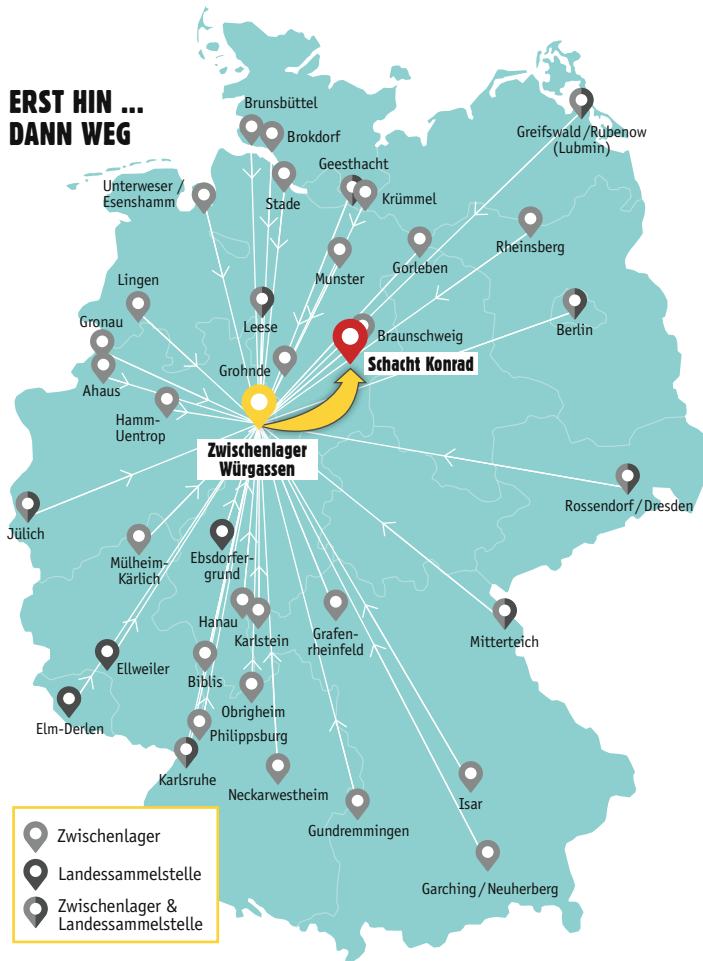 ERST HIN ...
DANN WEG
Brunsbüttel
Brokdorf
Greifswald/Rubenow
(Lubmin)
Geesthacht
Unterweser/
Esenshamm
Stade
Krümmel
Rheinsberg
Munster
Gorleben
Lingen
Leese
Berlin
Gronau
Braunschweig
Grohnde
Schacht Konrad
Ahaus
Hamm-
Uentrop
Zwischenlager
Würgassen
Rossendorf/Dresden
Jülich
Mülheim-
Kärlich
Ebsdorfer-
grund
Hanau
Karlstein
Grafen-
rheinfeld
Mitterteich
Ellweiler
Biblis
Obrigheim
Elm-Derlen
Philippsburg
Karlsruhe
Neckarwestheim
Isar
Gundremmingen
Garching/Neuherberg
Zwischenlager
Landessammelstelle
Zwischenlager &
Landessammelstelle